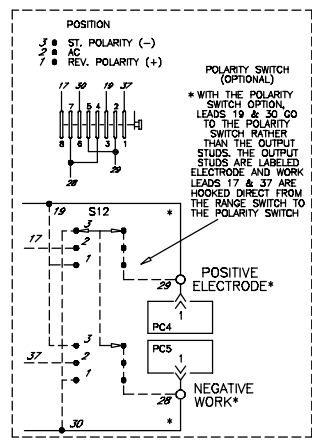 POSITION
3 ST. POLARITY (-)
2 AC
1 REV. POLARITY (+)
17 30 19 37
7 5 4 2
8 6 3 1
28 29
POLARITY SWITCH
(OPTIONAL)
* WITH THE POLARITY
SWITCH OPTION,
LEADS 19 & 30 GO
TO THE POLARITY
SWITCH RATHER
THAN THE OUTPUT
STUDS. THE OUTPUT
STUDS ARE LABELED
ELECTRODE AND WORK
LEADS 17 & 37 ARE
HOOKED DIRECT FROM
THE RANGE SWITCH TO
THE POLARITY SWITCH
19 S12 *
3
17 2
1
29
POSITIVE
ELECTRODE*
1
PC4
PC5
1
3
37 2
1
28
NEGATIVE
WORK*
30 *